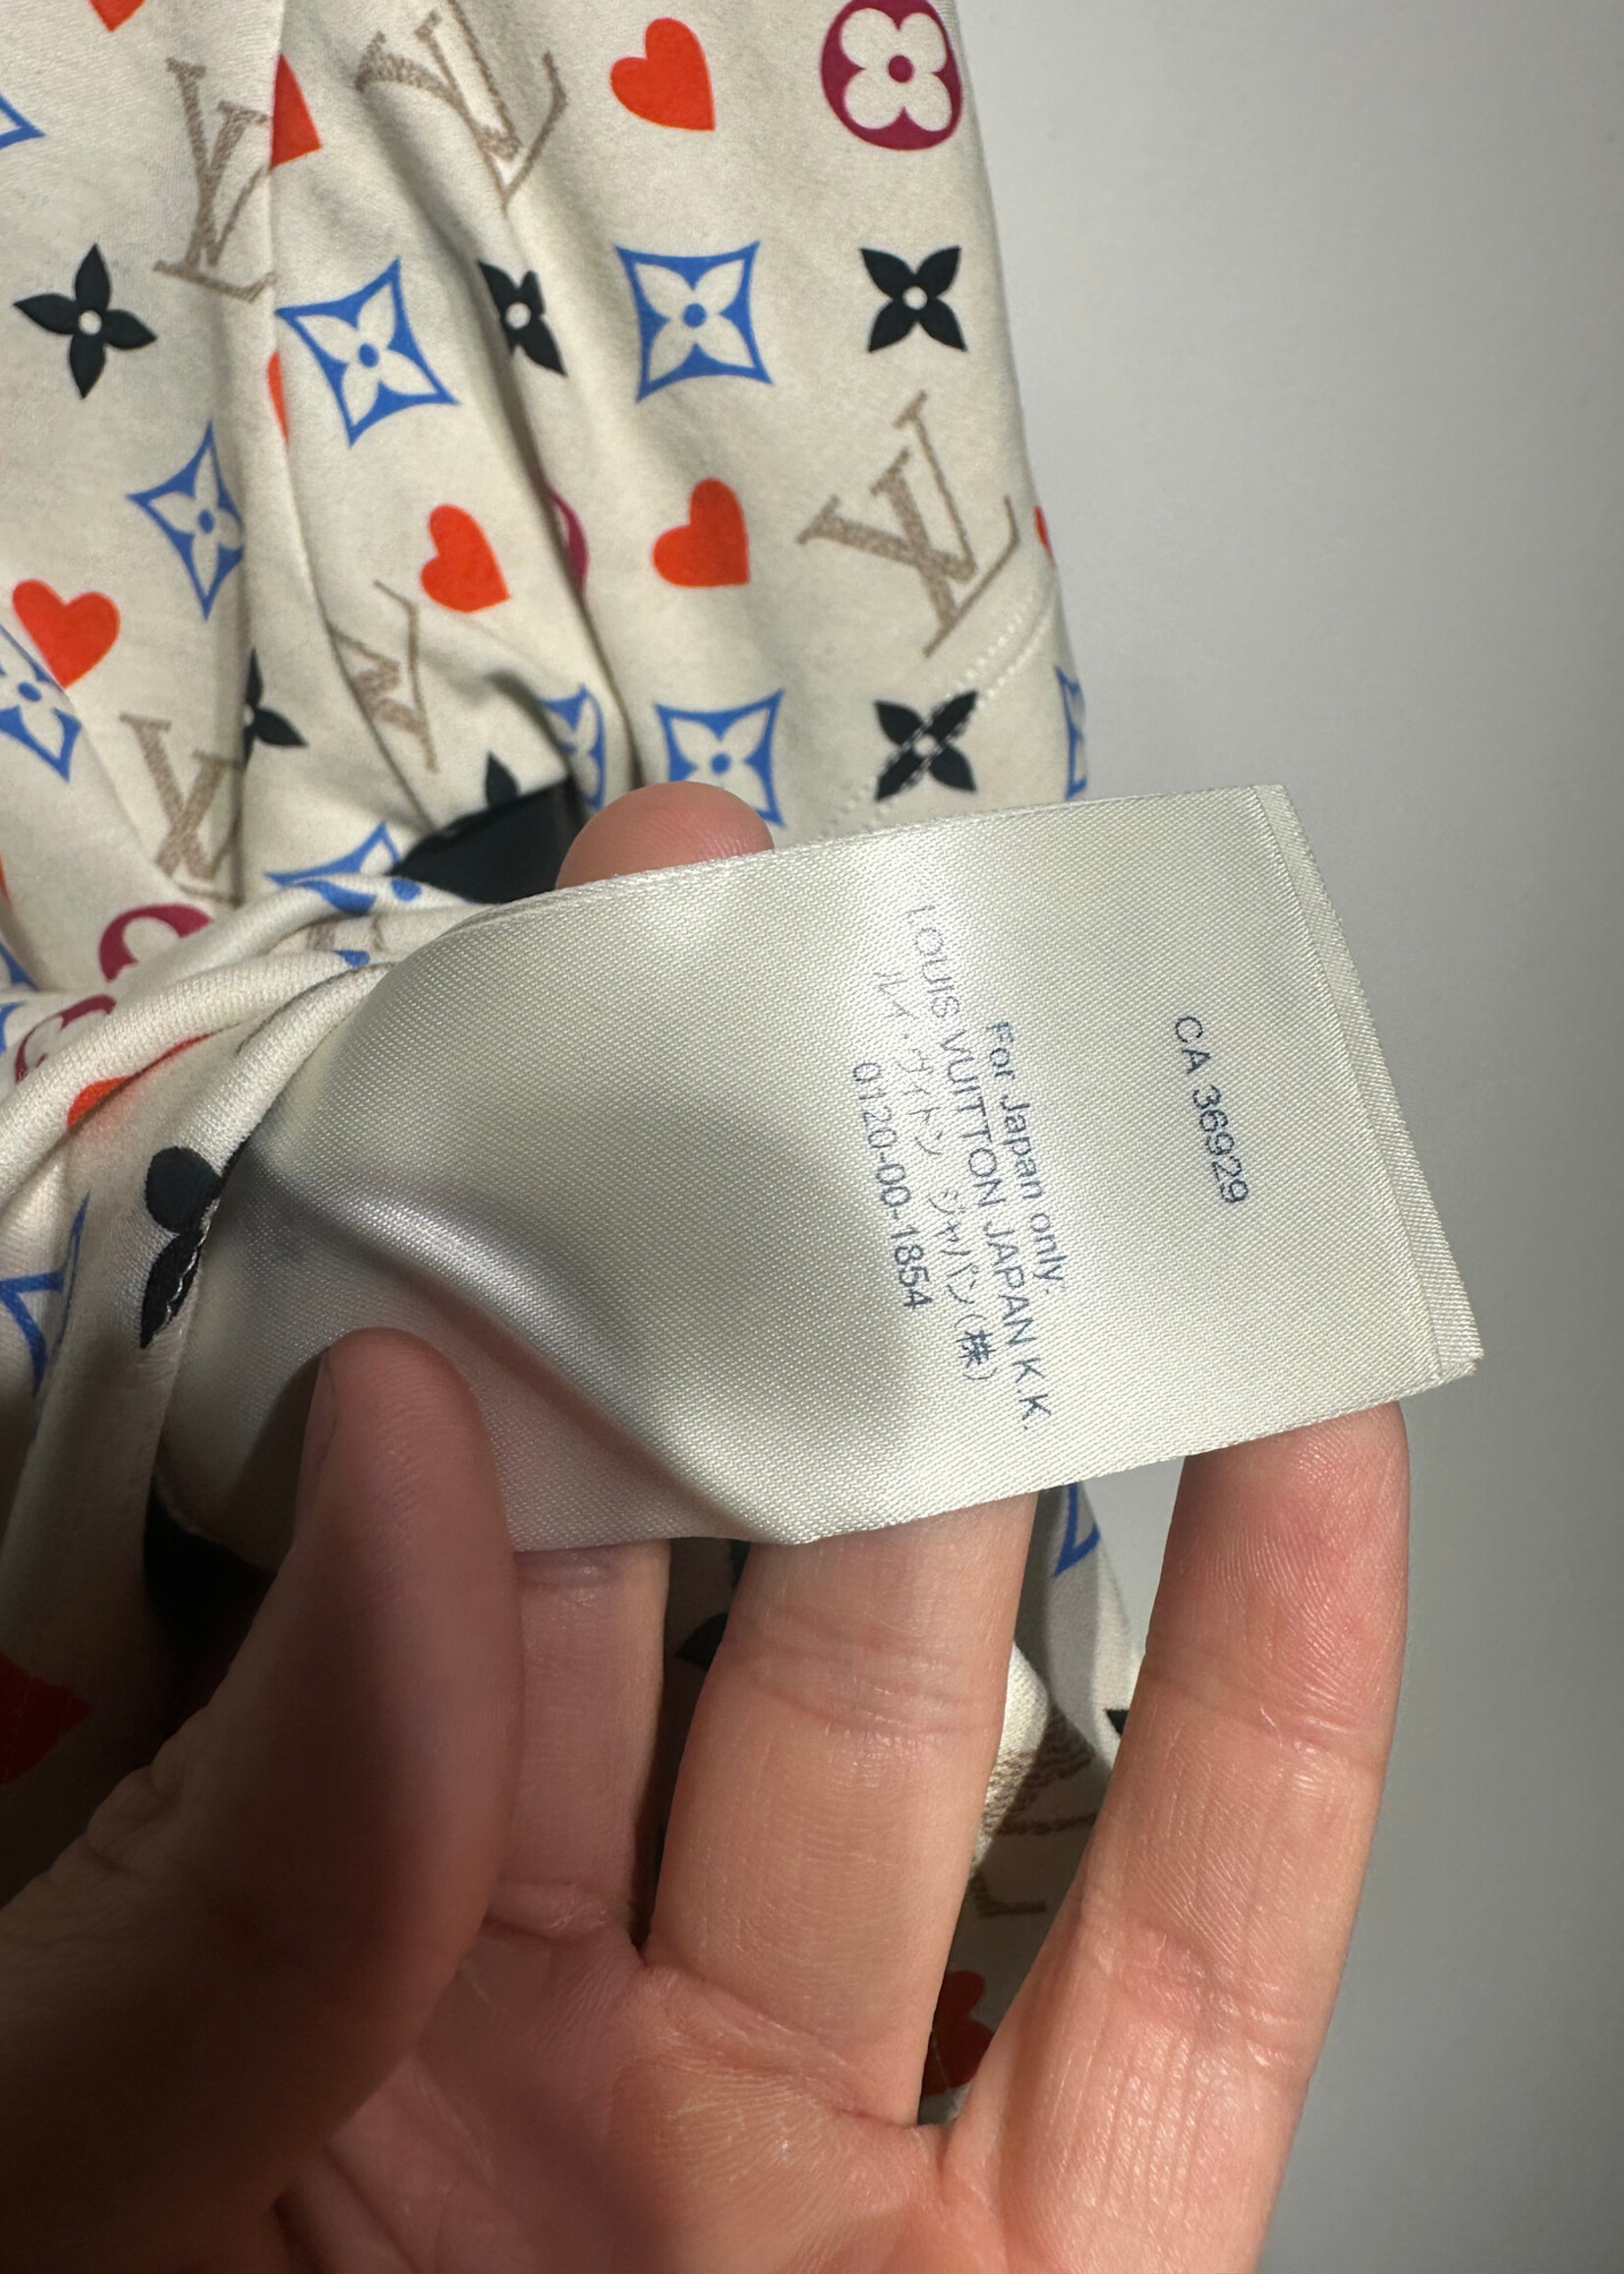 CA 36929
For Japan only.
LOUIS VUITTON JAPAN K.K.
ルイ・ヴィトン ジャパン(株)
0120-00-1854